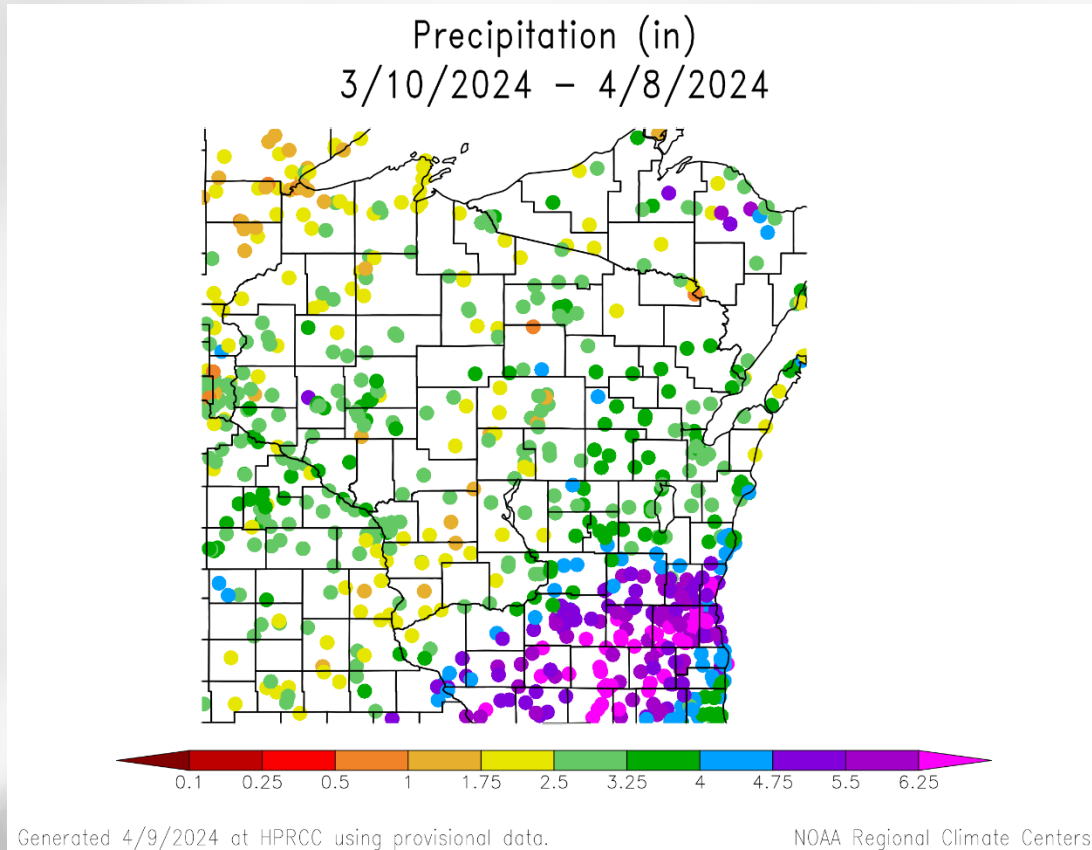 Precipitation (in)
3/10/2024 – 4/8/2024
0.1 0.25 0.5 1 1.75 2.5 3.25 4 4.75 5.5 6.25
Generated 4/9/2024 at HPRCC using provisional data. NOAA Regional Climate Centers